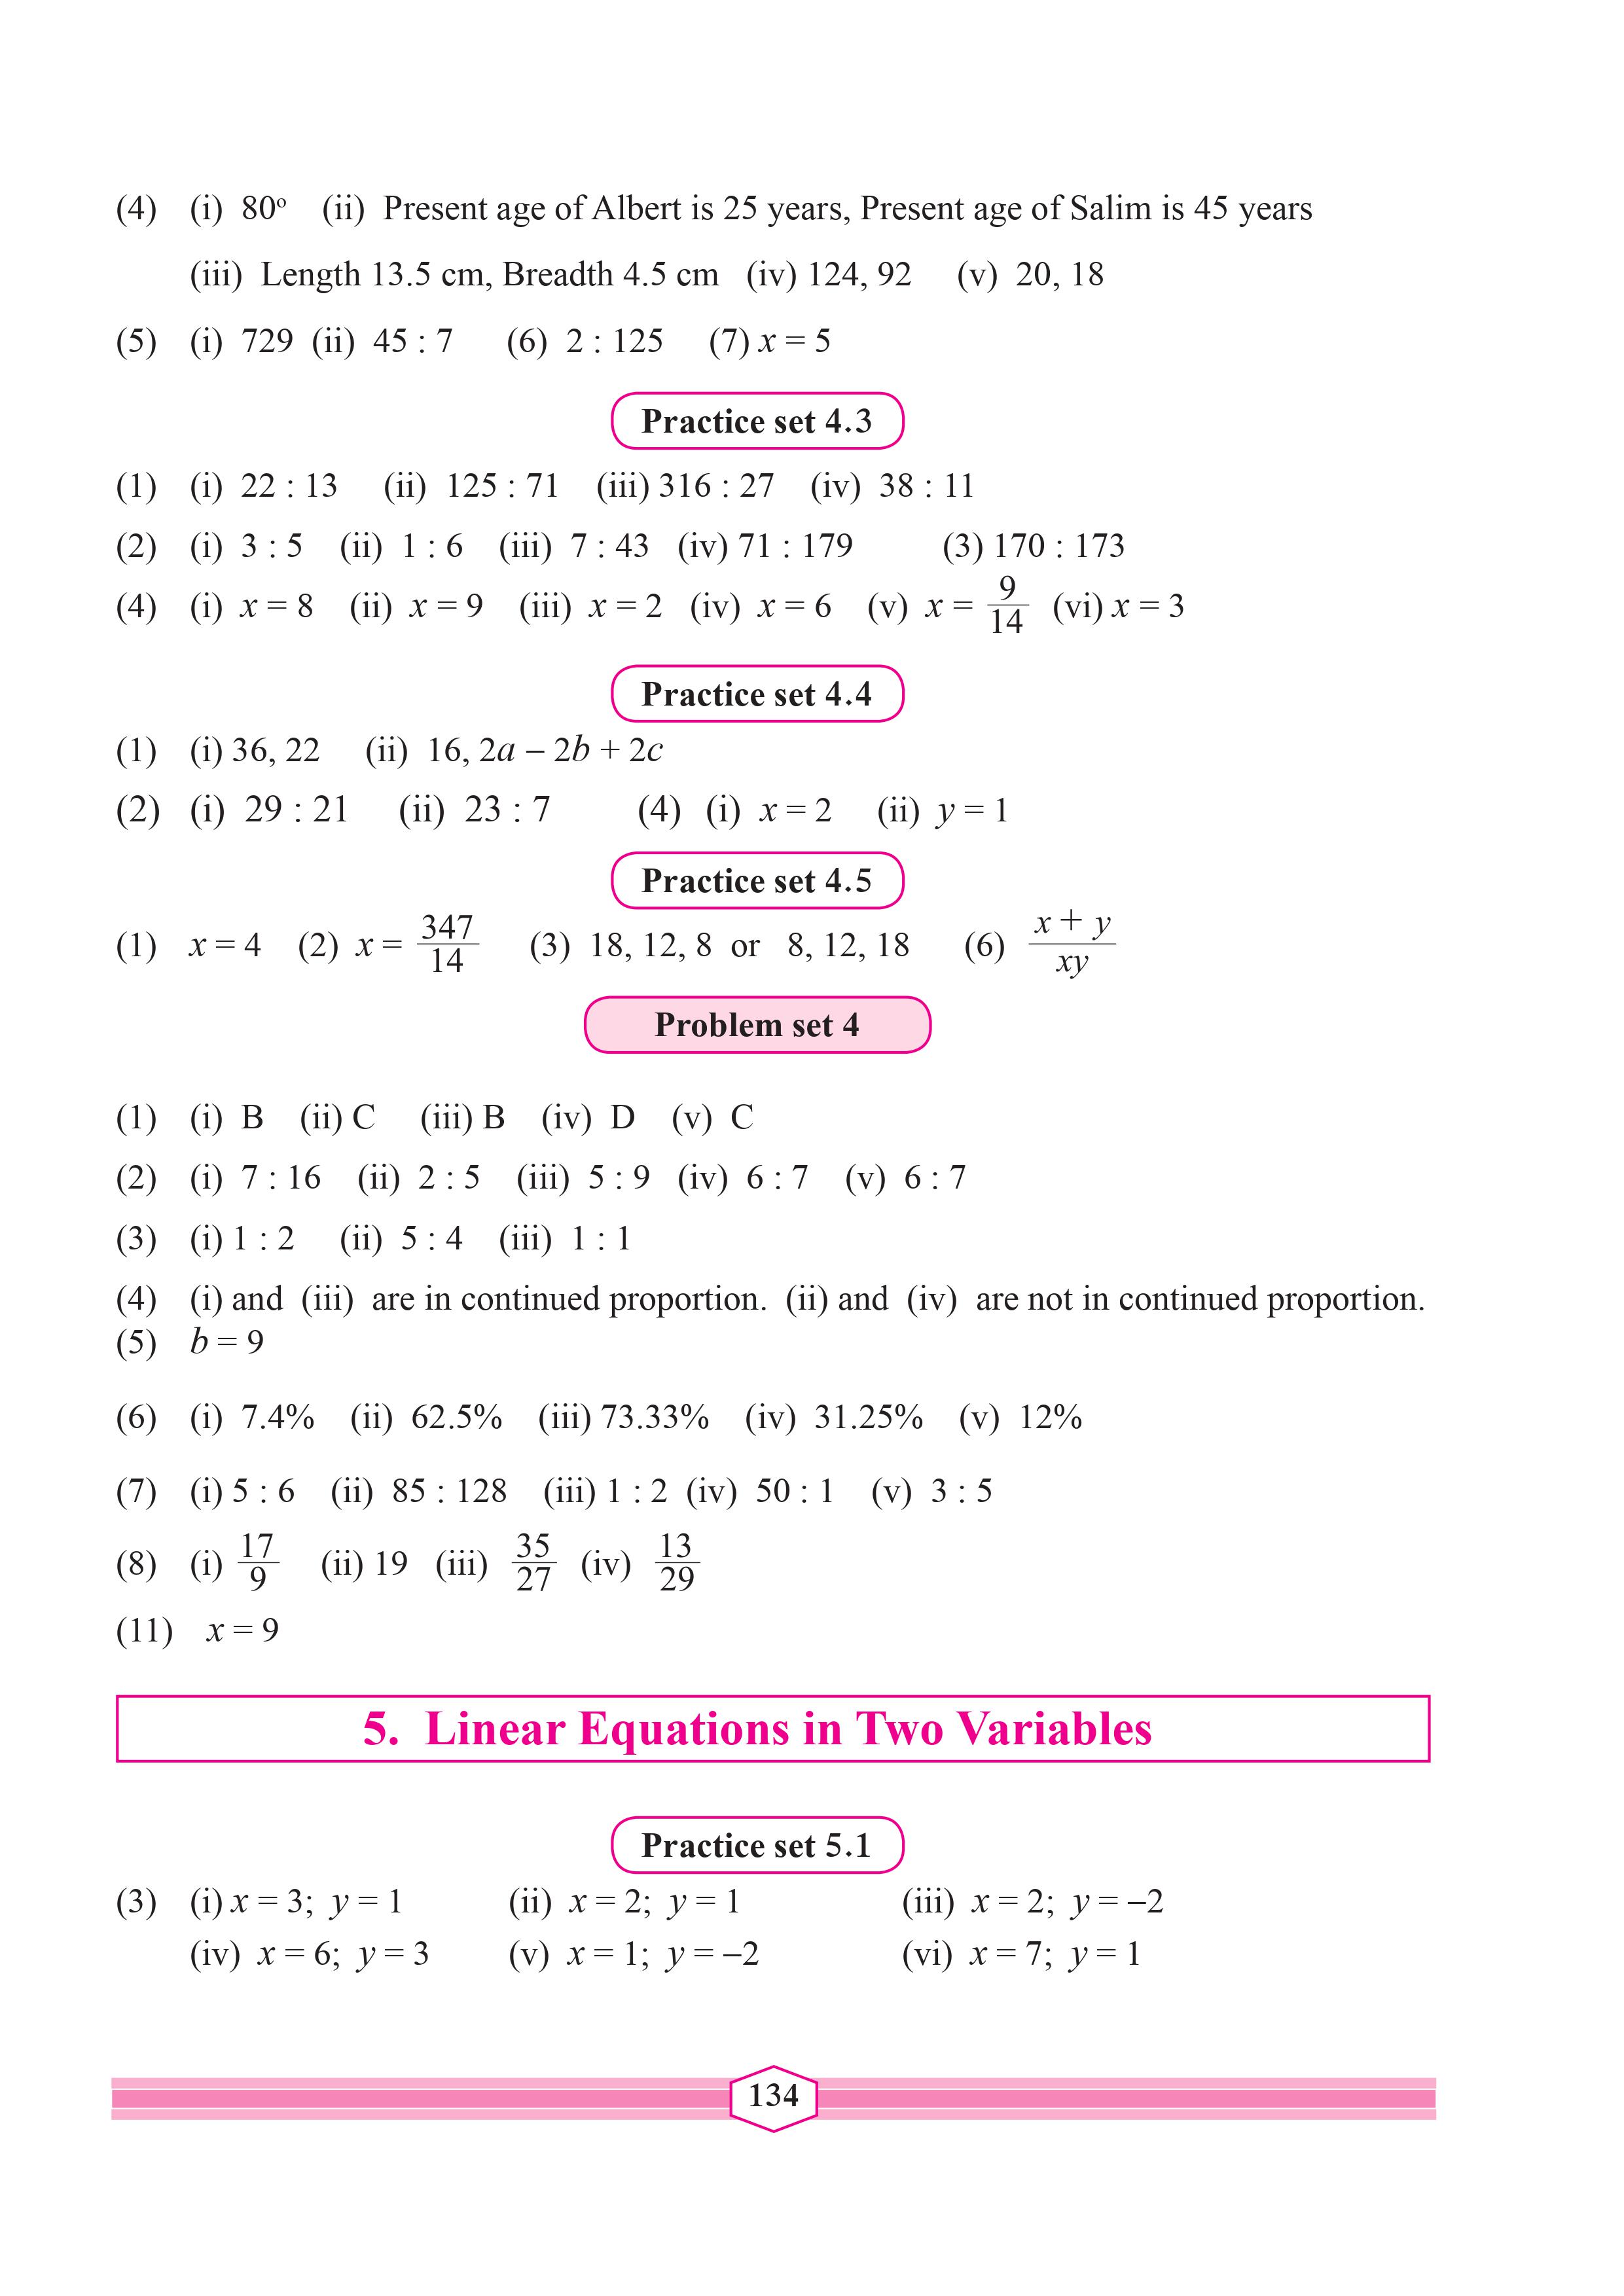 (4) (i) 80° (ii) Present age of Albert is 25 years, Present age of Salim is 45 years
(iii) Length 13.5 cm, Breadth 4.5 cm (iv) 124, 92 (v) 20, 18
(5) (i) 729 (ii) 45 : 7 (6) 2 : 125 (7) x = 5
Practice set 4.3
(1) (i) 22 : 13 (ii) 125 : 71 (iii) 316 : 27 (iv) 38 : 11
(2) (i) 3 : 5 (ii) 1 : 6 (iii) 7 : 43 (iv) 71 : 179 (3) 170 : 173
(4) (i) x = 8 (ii) x = 9 (iii) x = 2 (iv) x = 6 (v) x = 9/14 (vi) x = 3
Practice set 4.4
(1) (i) 36, 22 (ii) 16, 2a – 2b + 2c
(2) (i) 29 : 21 (ii) 23 : 7 (4) (i) x = 2 (ii) y = 1
Practice set 4.5
(1) x = 4 (2) x = 347/14 (3) 18, 12, 8 or 8, 12, 18 (6) x + y/xy
Problem set 4
(1) (i) B (ii) C (iii) B (iv) D (v) C
(2) (i) 7 : 16 (ii) 2 : 5 (iii) 5 : 9 (iv) 6 : 7 (v) 6 : 7
(3) (i) 1 : 2 (ii) 5 : 4 (iii) 1 : 1
(4) (i) and (iii) are in continued proportion. (ii) and (iv) are not in continued proportion.
(5) b = 9
(6) (i) 7.4% (ii) 62.5% (iii) 73.33% (iv) 31.25% (v) 12%
(7) (i) 5 : 6 (ii) 85 : 128 (iii) 1 : 2 (iv) 50 : 1 (v) 3 : 5
(8) (i) 17/9 (ii) 19 (iii) 35/27 (iv) 13/29
(11) x = 9
5. Linear Equations in Two Variables
Practice set 5.1
(3) (i) x = 3; y = 1 (ii) x = 2; y = 1 (iii) x = 2; y = –2
(iv) x = 6; y = 3 (v) x = 1; y = –2 (vi) x = 7; y = 1
134